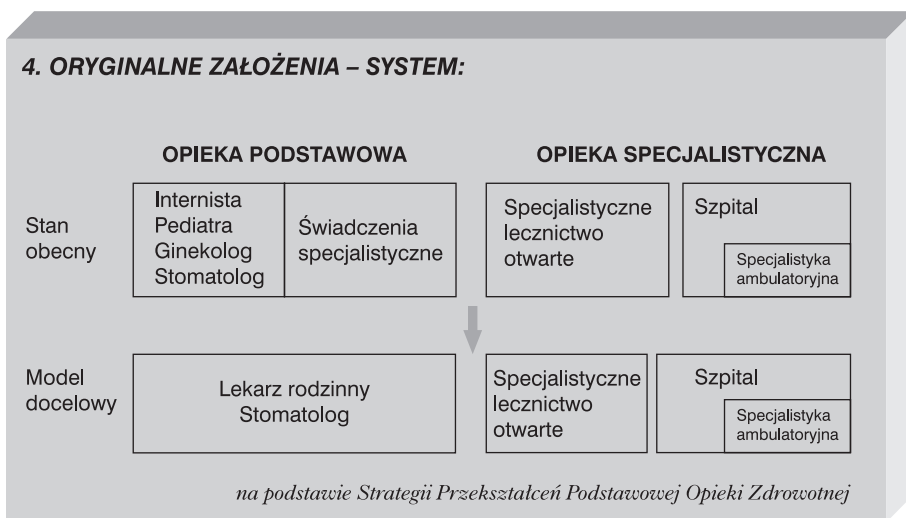 4. ORYGINALNE ZAŁOŻENIA – SYSTEM:
OPIEKA PODSTAWOWA
OPIEKA SPECJALISTYCZNA
Stan
obecny
Internista
Pediatra
Ginekolog
Stomatolog
Świadczenia
specjalistyczne
Specjalistyczne
lecznictwo
otwarte
Szpital
Specjalistyka
ambulatoryjna
Model
docelowy
Lekarz rodzinny
Stomatolog
Specjalistyczne
lecznictwo
otwarte
Szpital
Specjalistyka
ambulatoryjna
na podstawie Strategii Przekształceń Podstawowej Opieki Zdrowotnej